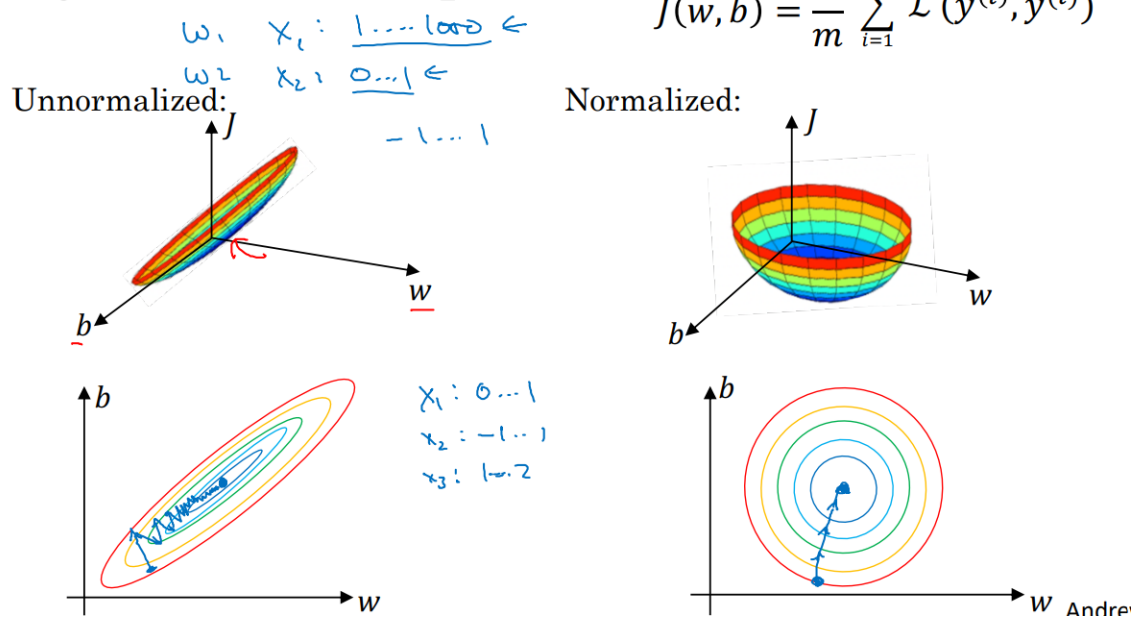 w₁ x₁ : 1....1000 ←
J(w, b) = — m ∑ i=1 ℒ(y⁽ⁱ⁾, y⁽ⁱ⁾)
w2 x₂ : 0...1 ←
Unnormalized:
Normalized:
-1...1
J
J
w
w
b
b
b
b
x₁ : 0...1
x₂ : -1..1
x₃ : 1...2
w
w
Andrew